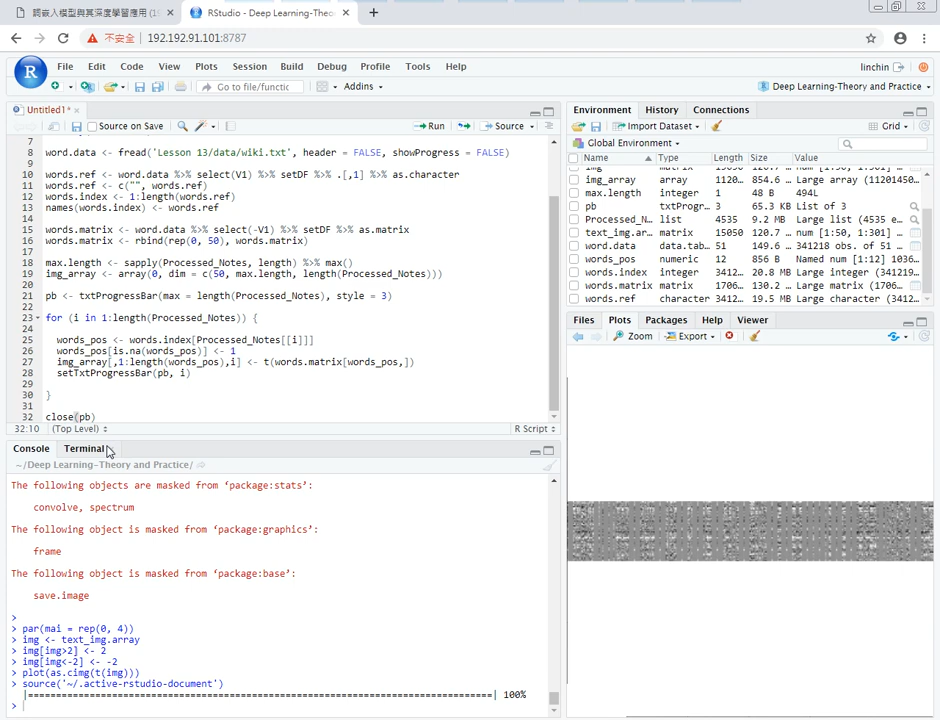 詞嵌入模型與其深度學習應用 (1
RStudio - Deep Learning-Theo
不安全 192.192.91.101:8787
File Edit Code View Plots Session Build Debug Profile Tools Help
linchin
Go to file/functic
Addins
Deep Learning-Theory and Practice
Untitled1*
Source on Save
Run
Source
7
8 word.data <- fread('Lesson 13/data/wiki.txt', header = FALSE, showProgress = FALSE)
9
10 words.ref <- word.data %>% select(V1) %>% setDF %>% .[,1] %>% as.character
11 words.ref <- c("", words.ref)
12 words.index <- 1:length(words.ref)
13 names(words.index) <- words.ref
14
15 words.matrix <- word.data %>% select(-V1) %>% setDF %>% as.matrix
16 words.matrix <- rbind(rep(0, 50), words.matrix)
17
18 max.length <- sapply(Processed_Notes, length) %>% max()
19 img_array <- array(0, dim = c(50, max.length, length(Processed_Notes)))
20
21 pb <- txtProgressBar(max = length(Processed_Notes), style = 3)
22
23 for (i in 1:length(Processed_Notes)) {
24
25 words_pos <- words.index[Processed_Notes[[i]]]
26 words_pos[is.na(words_pos)] <- 1
27 img_array[,1:length(words_pos),i] <- t(words.matrix[words_pos,])
28 setTxtProgressBar(pb, i)
29
30 }
31
32 close(pb)
32:10 (Top Level) R Script
Console Terminal
~/Deep Learning-Theory and Practice/
The following objects are masked from ‘package:stats’:
convolve, spectrum
The following object is masked from ‘package:graphics’:
frame
The following object is masked from ‘package:base’:
save.image
>
> par(mai = rep(0, 4))
> img <- text_img.array
> img[img>2] <- 2
> img[img<-2] <- -2
> plot(as.cimg(t(img)))
> source('~/.active-rstudio-document')
|======================================================================| 100%
>
Environment History Connections
Import Dataset
Grid
Global Environment
Name Type Length Size Value
img_array array 1120... 854.6 ... Large array (11201450...
max.length integer 1 48 B 494L
pb txtProgr... 3 65.3 KB List of 3
Processed_N... list 4535 9.2 MB Large list (4535 e...
text_img.ar... matrix 15050 120.7 ... num [1:50, 1:301] ...
word.data data.tab... 51 149.6 ... 341218 obs. of 51 ...
words_pos numeric 12 856 B Named num [1:12] 1036...
words.index integer 3412... 20.8 MB Large integer (341219...
words.matrix matrix 1706... 130.2 ... num [1:341219, 1:50] ...
words.ref character 3412... 19.5 MB Large character (3412...
Files Plots Packages Help Viewer
Zoom Export